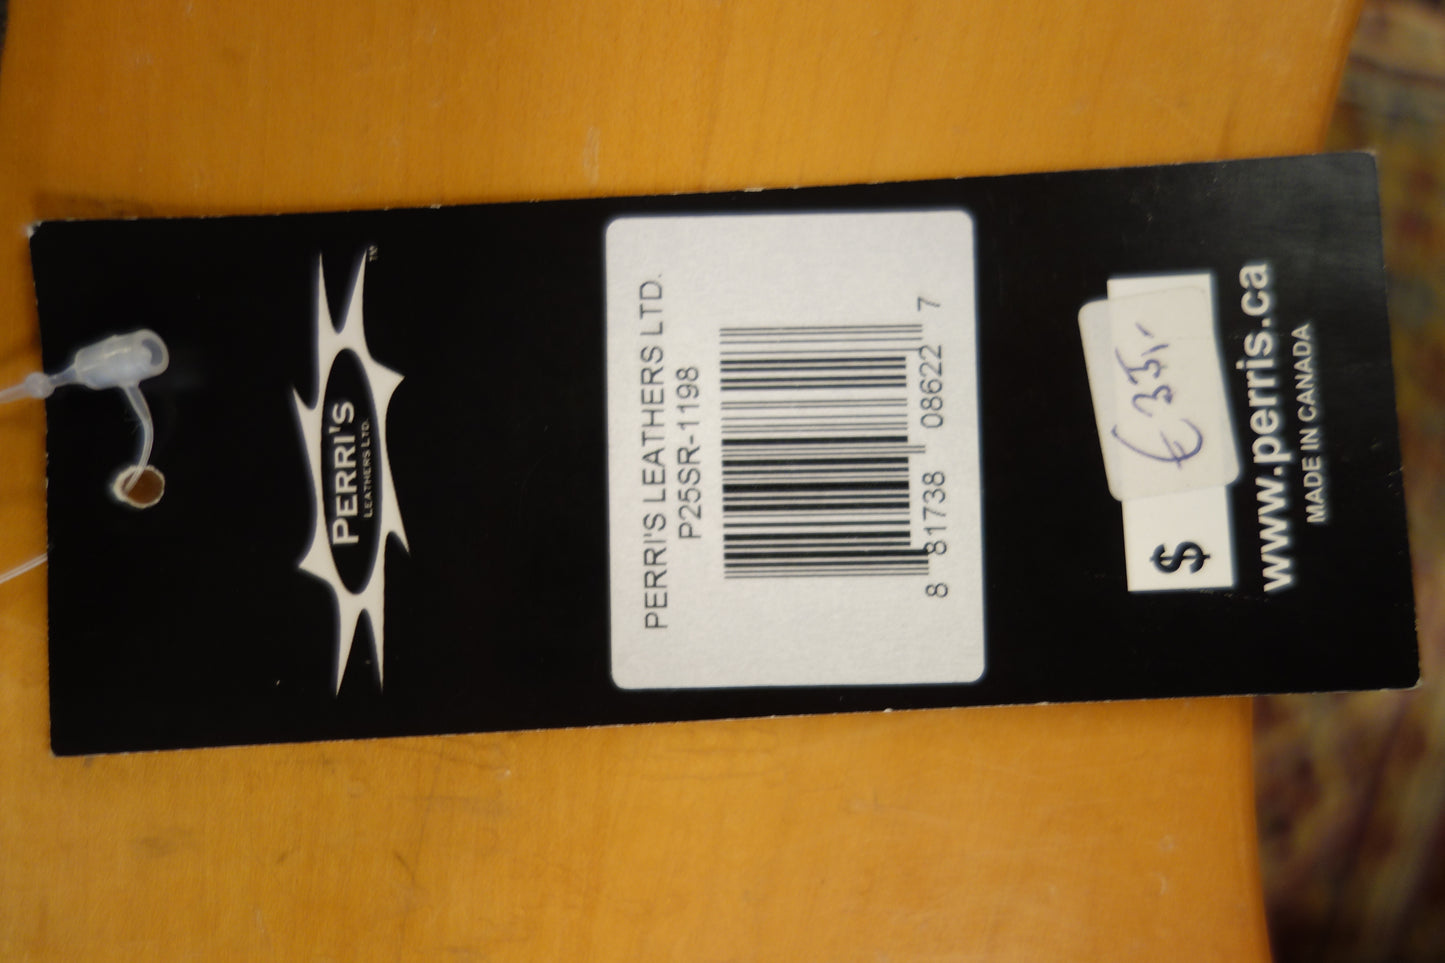 PERRI'S
LEATHERS LTD.
TM
PERRI'S LEATHERS LTD.
P25SR-1198
8 81738 08622 7
$
€ 35,-
www.perris.ca
MADE IN CANADA